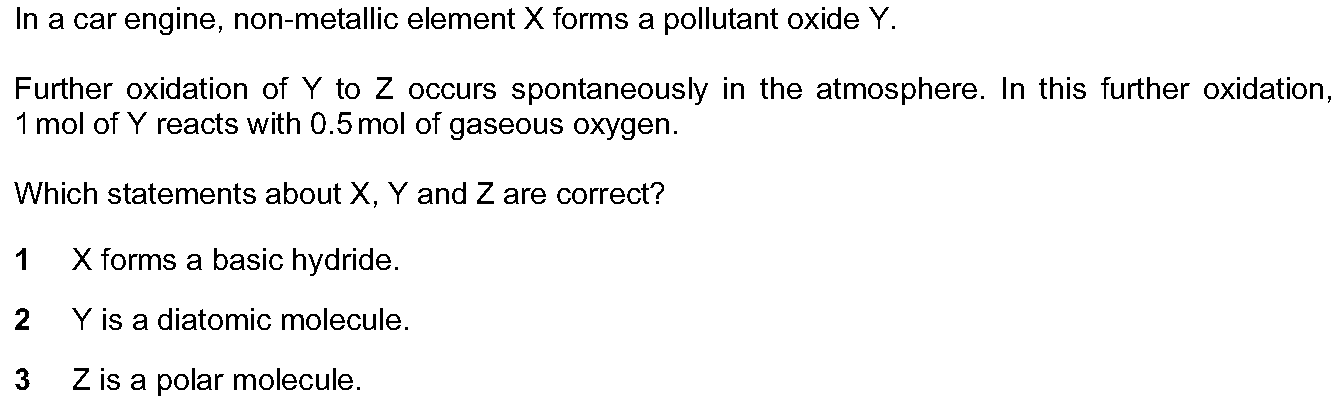 In a car engine, non-metallic element X forms a pollutant oxide Y.
Further oxidation of Y to Z occurs spontaneously in the atmosphere. In this further oxidation,
1 mol of Y reacts with 0.5 mol of gaseous oxygen.
Which statements about X, Y and Z are correct?
1 X forms a basic hydride.
2 Y is a diatomic molecule.
3 Z is a polar molecule.